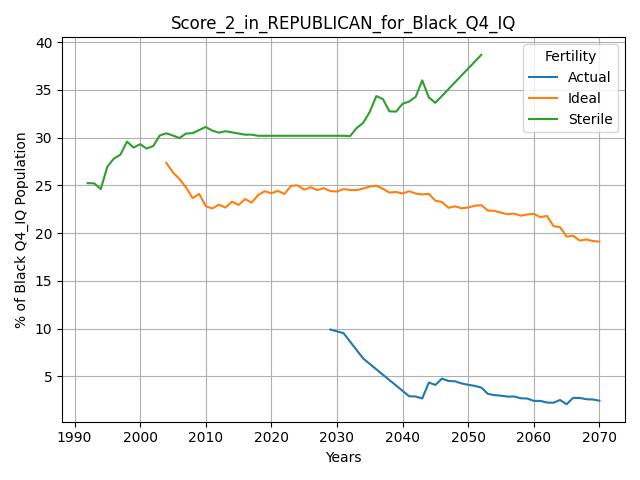 Score_2_in_REPUBLICAN_for_Black_Q4_IQ
Fertility
Actual
Ideal
Sterile
% of Black Q4_IQ Population
40
35
30
25
20
15
10
5
1990 2000 2010 2020 2030 2040 2050 2060 2070
Years